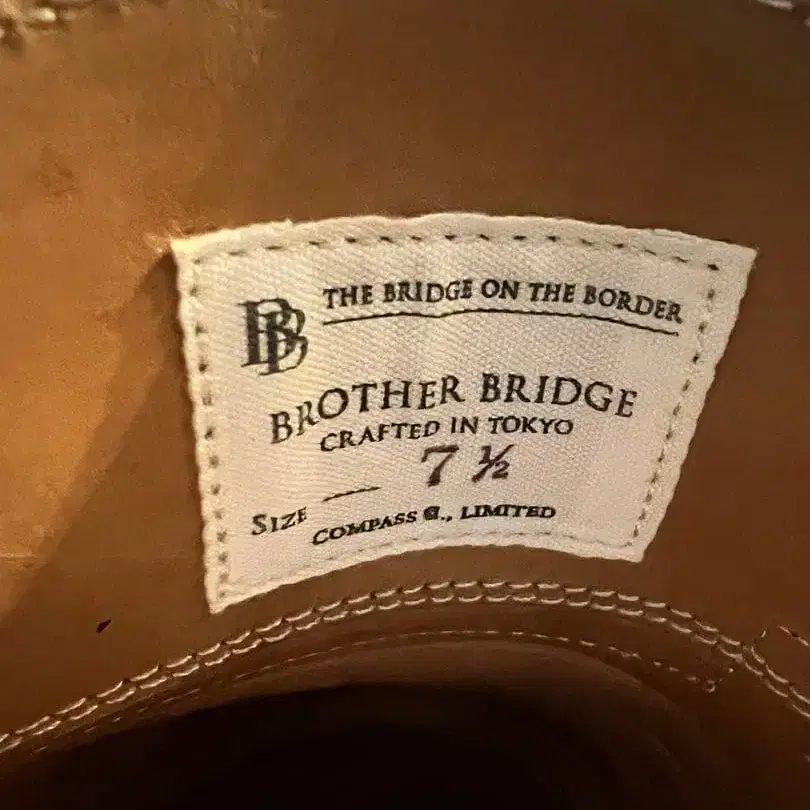 BB THE BRIDGE ON THE BORDER
BROTHER BRIDGE
CRAFTED IN TOKYO
7 ½
SIZE
COMPASS Co., LIMITED